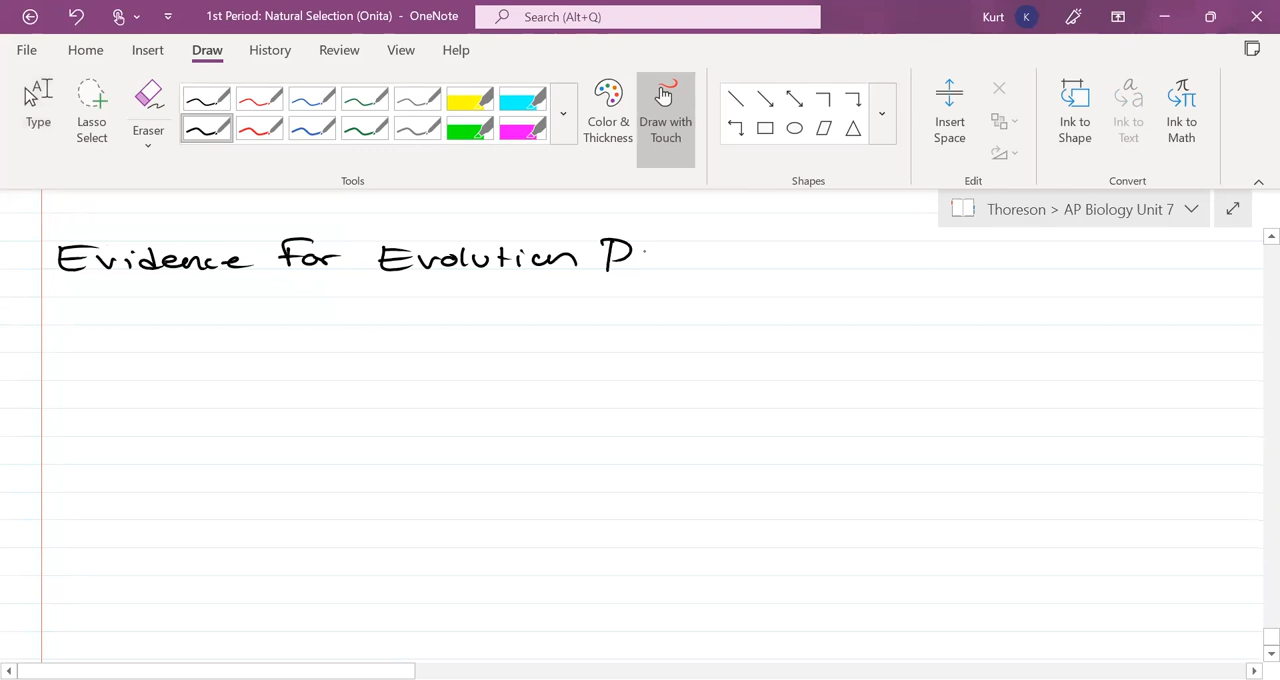 1st Period: Natural Selection (Onita) - OneNote
Search (Alt+Q)
Kurt
K
File Home Insert Draw History Review View Help
Type
Lasso Select
Eraser
Color & Thickness
Draw with Touch
Insert Space
Ink to Shape
Ink to Text
Ink to Math
Tools Shapes Edit Convert
Thoreson > AP Biology Unit 7
Evidence For Evolution P